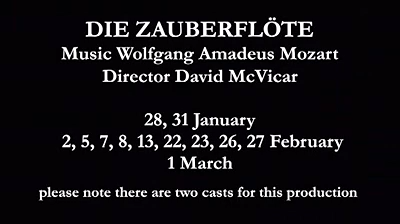 DIE ZAUBERFLÖTE
Music Wolfgang Amadeus Mozart
Director David McVicar
28, 31 January
2, 5, 7, 8, 13, 22, 23, 26, 27 February
1 March
please note there are two casts for this production